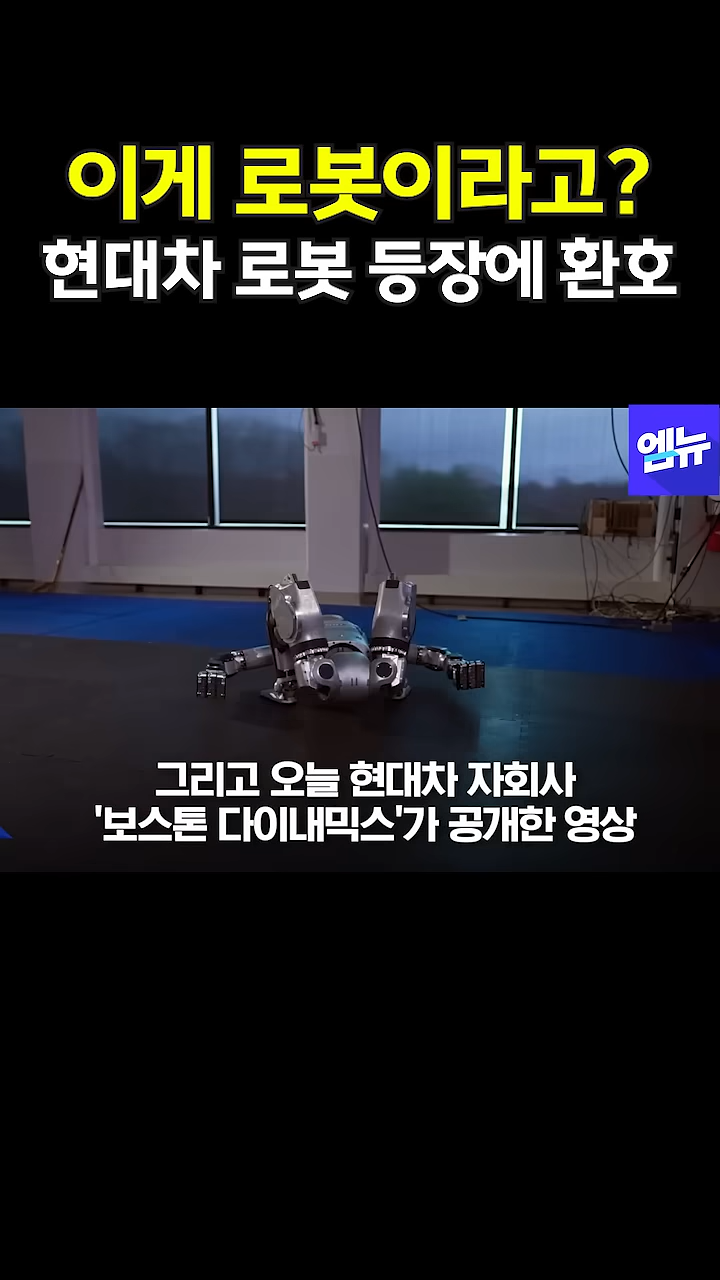 이게 로봇이라고?
현대차 로봇 등장에 환호
엠뉴
그리고 오늘 현대차 자회사
'보스톤 다이내믹스'가 공개한 영상